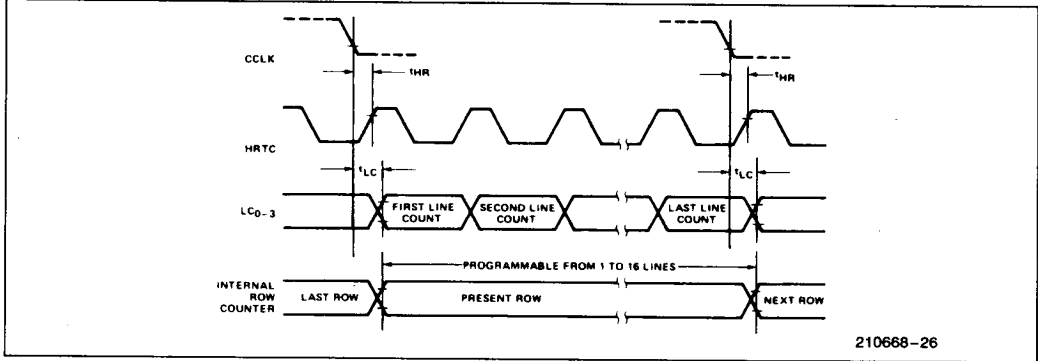 CCLK
tHR
tHR
HRTC
tLC
tLC
LC0-3
FIRST LINE COUNT
SECOND LINE COUNT
LAST LINE COUNT
PROGRAMMABLE FROM 1 TO 16 LINES
INTERNAL ROW COUNTER
LAST ROW
PRESENT ROW
NEXT ROW
210668-26